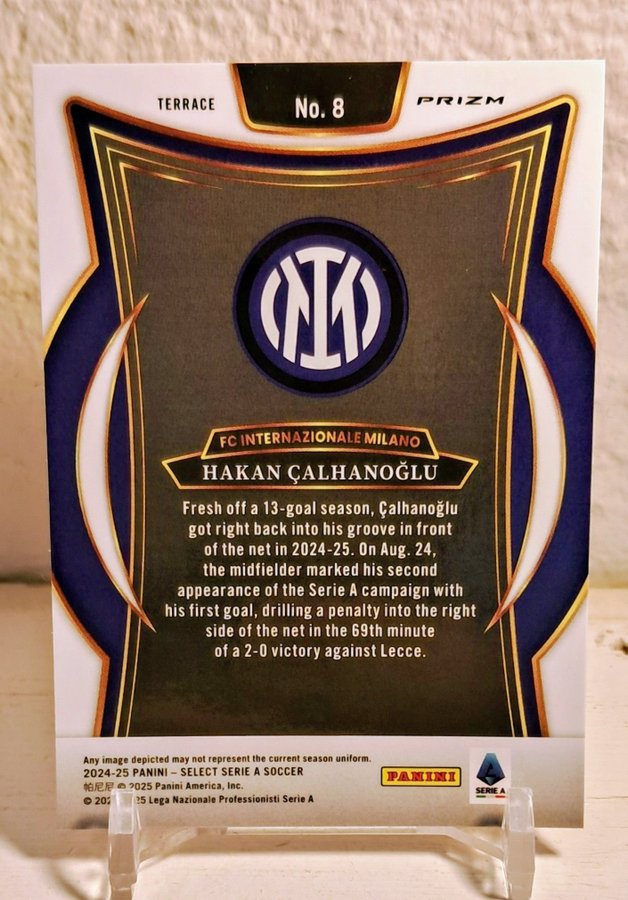 TERRACE
No. 8
PRIZM
FC INTERNAZIONALE MILANO
HAKAN ÇALHANOĞLU
Fresh off a 13-goal season, Çalhanoğlu
got right back into his groove in front
of the net in 2024-25. On Aug. 24,
the midfielder marked his second
appearance of the Serie A campaign with
his first goal, drilling a penalty into the right
side of the net in the 69th minute
of a 2-0 victory against Lecce.
Any image depicted may not represent the current season uniform.
2024-25 PANINI – SELECT SERIE A SOCCER
帕尼尼 © 2025 Panini America, Inc.
© 25 Lega Nazionale Professionisti Serie A
PANINI
SERIE A